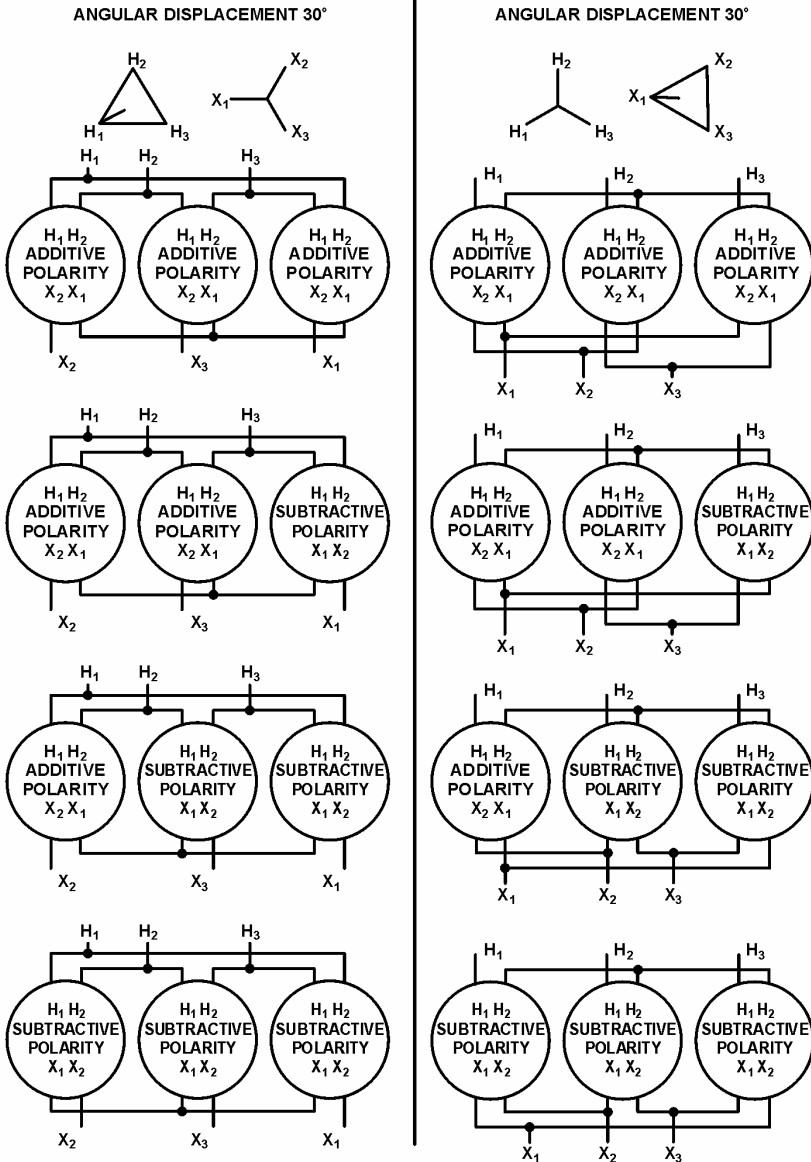 ANGULAR DISPLACEMENT 30°
H₂
H₁ H₃
X₂
X₁
X₃
H₁ H₂ H₃
H₁ H₂ H₁ H₂ H₁ H₂
ADDITIVE ADDITIVE ADDITIVE
POLARITY POLARITY POLARITY
X₂ X₁ X₂ X₁ X₂ X₁
X₂ X₃ X₁
H₁ H₂ H₃
H₁ H₂ H₁ H₂ H₁ H₂
ADDITIVE ADDITIVE SUBTRACTIVE
POLARITY POLARITY POLARITY
X₂ X₁ X₂ X₁ X₁ X₂
X₂ X₃ X₁
H₁ H₂ H₃
H₁ H₂ H₁ H₂ H₁ H₂
ADDITIVE SUBTRACTIVE SUBTRACTIVE
POLARITY POLARITY POLARITY
X₂ X₁ X₁ X₂ X₁ X₂
X₂ X₃ X₁
H₁ H₂ H₃
H₁ H₂ H₁ H₂ H₁ H₂
SUBTRACTIVE SUBTRACTIVE SUBTRACTIVE
POLARITY POLARITY POLARITY
X₁ X₂ X₁ X₂ X₁ X₂
X₂ X₃ X₁
ANGULAR DISPLACEMENT 30°
H₂
H₁ H₃
X₂
X₁
X₃
H₁ H₂ H₃
H₁ H₂ H₁ H₂ H₁ H₂
ADDITIVE ADDITIVE ADDITIVE
POLARITY POLARITY POLARITY
X₂ X₁ X₂ X₁ X₂ X₁
X₁ X₂ X₃
H₁ H₂ H₃
H₁ H₂ H₁ H₂ H₁ H₂
ADDITIVE ADDITIVE SUBTRACTIVE
POLARITY POLARITY POLARITY
X₂ X₁ X₂ X₁ X₁ X₂
X₁ X₂ X₃
H₁ H₂ H₃
H₁ H₂ H₁ H₂ H₁ H₂
ADDITIVE SUBTRACTIVE SUBTRACTIVE
POLARITY POLARITY POLARITY
X₂ X₁ X₁ X₂ X₁ X₂
X₁ X₂ X₃
H₁ H₂ H₃
H₁ H₂ H₁ H₂ H₁ H₂
SUBTRACTIVE SUBTRACTIVE SUBTRACTIVE
POLARITY POLARITY POLARITY
X₁ X₂ X₁ X₂ X₁ X₂
X₁ X₂ X₃